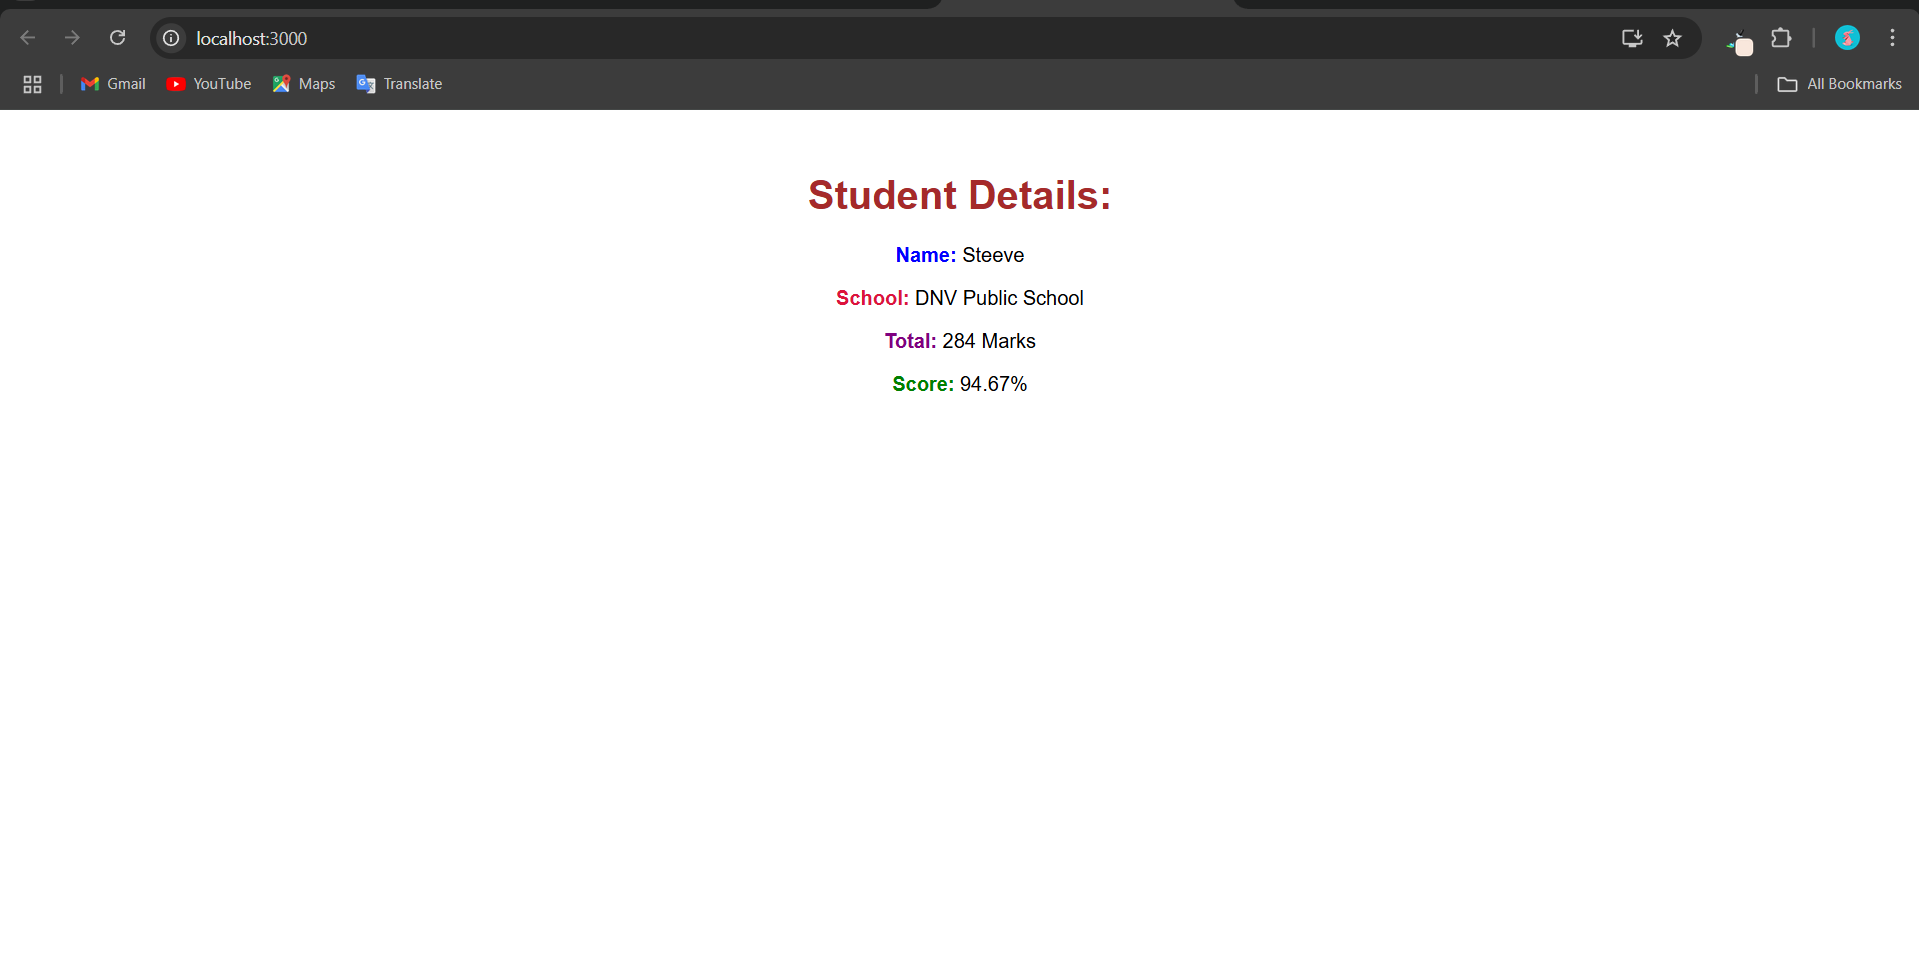 localhost:3000
Gmail YouTube Maps Translate All Bookmarks
Student Details:
Name: Steeve
School: DNV Public School
Total: 284 Marks
Score: 94.67%